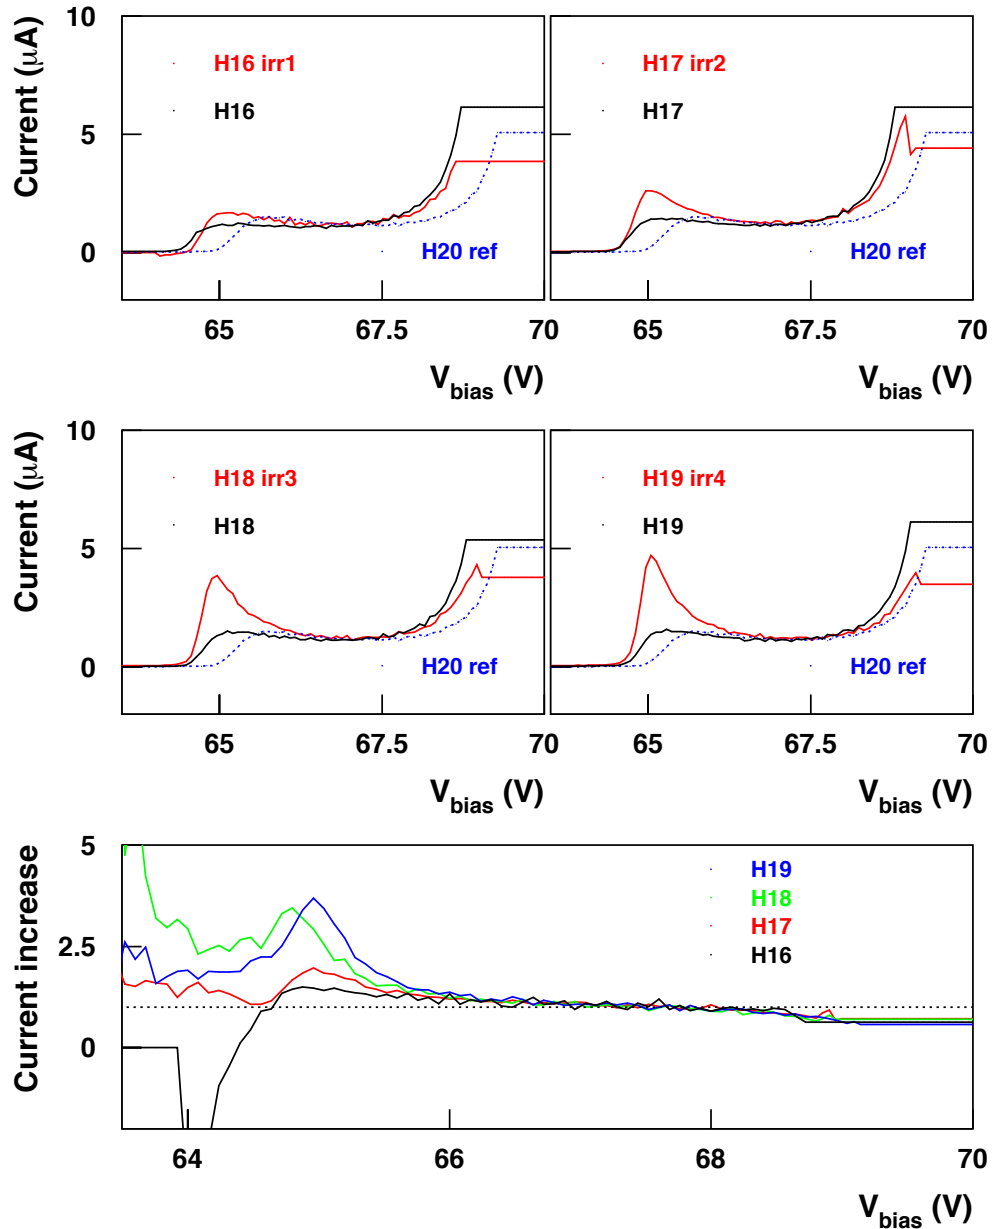 10
5
0
Current (μA)
H16 irr1
H16
H20 ref
65
67.5
70
V_bias (V)
H17 irr2
H17
H20 ref
65
67.5
70
V_bias (V)
10
5
0
Current (μA)
H18 irr3
H18
H20 ref
65
67.5
70
V_bias (V)
H19 irr4
H19
H20 ref
65
67.5
70
V_bias (V)
5
2.5
0
Current increase
H19
H18
H17
H16
64
66
68
70
V_bias (V)